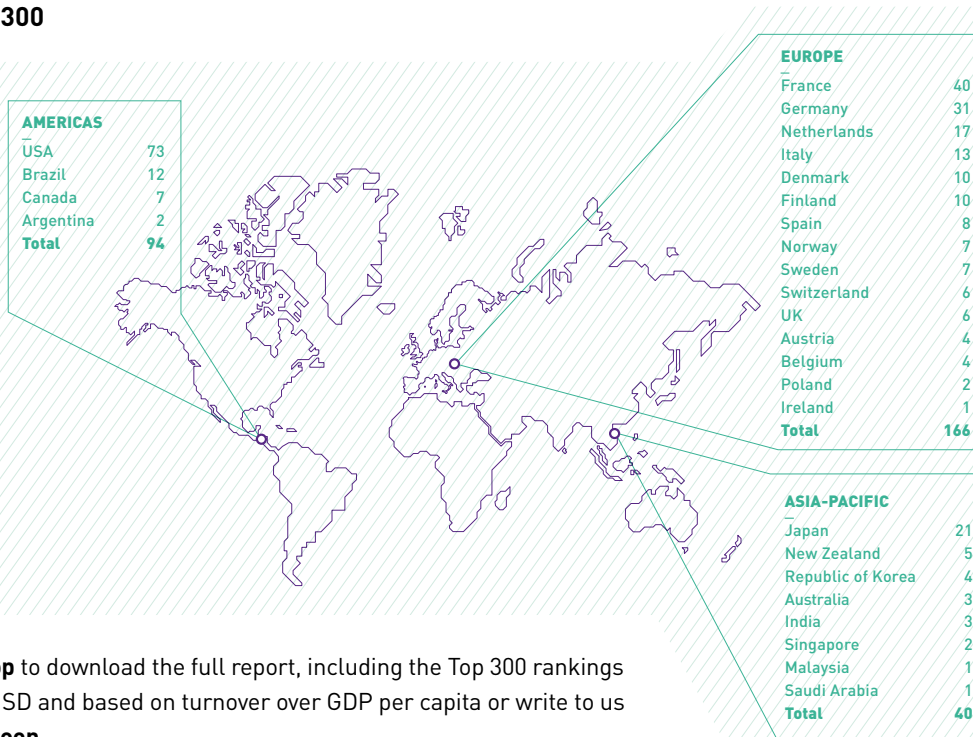 300
AMERICAS
USA 73
Brazil 12
Canada 7
Argentina 2
Total 94
EUROPE
France 40
Germany 31
Netherlands 17
Italy 13
Denmark 10
Finland 10
Spain 8
Norway 7
Sweden 7
Switzerland 6
UK 6
Austria 4
Belgium 4
Poland 2
Ireland 1
Total 166
ASIA-PACIFIC
Japan 21
New Zealand 5
Republic of Korea 4
Australia 3
India 3
Singapore 2
Malaysia 1
Saudi Arabia 1
Total 40
to download the full report, including the Top 300 rankings
SD and based on turnover over GDP per capita or write to us